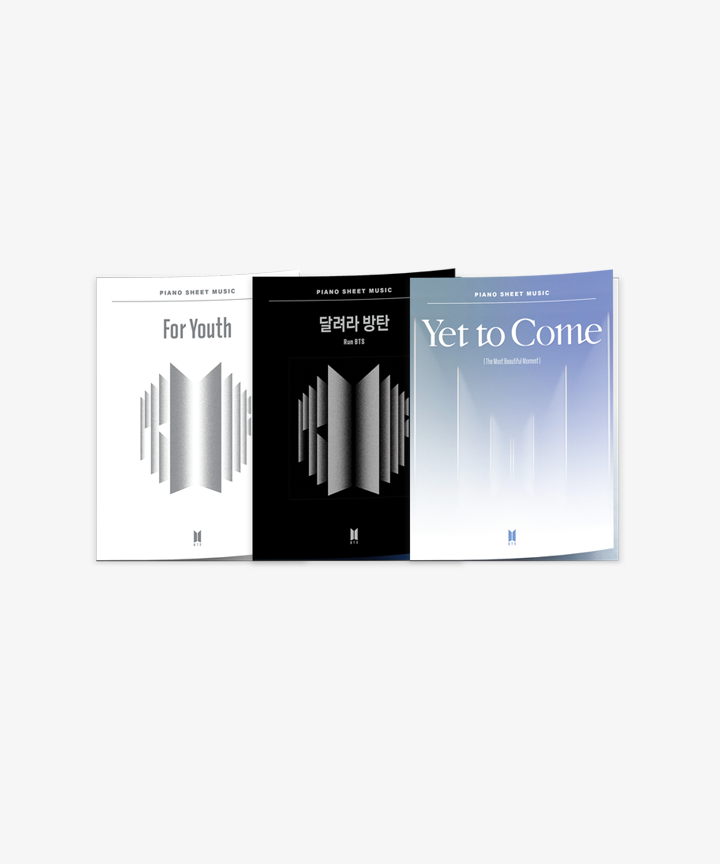 PIANO SHEET MUSIC
For Youth
BTS
PIANO SHEET MUSIC
달려라 방탄
Run BTS
BTS
PIANO SHEET MUSIC
Yet to Come
(The Most Beautiful Moment)
BTS